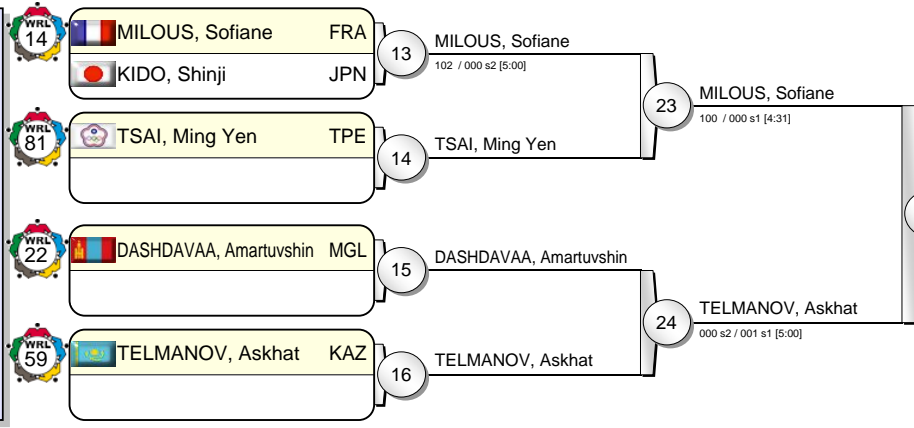 WRL
14
MILOUS, Sofiane FRA
KIDO, Shinji JPN
13
MILOUS, Sofiane
102 / 000 s2 [5:00]
WRL
81
TSAI, Ming Yen TPE
14
TSAI, Ming Yen
23
MILOUS, Sofiane
100 / 000 s1 [4:31]
WRL
22
DASHDAVAA, Amartuvshin MGL
15
DASHDAVAA, Amartuvshin
WRL
59
TELMANOV, Askhat KAZ
16
TELMANOV, Askhat
24
TELMANOV, Askhat
000 s2 / 001 s1 [5:00]